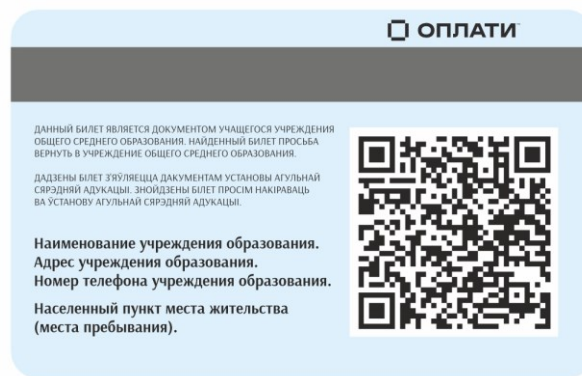 ОПЛАТИ
ДАННЫЙ БИЛЕТ ЯВЛЯЕТСЯ ДОКУМЕНТОМ УЧАЩЕГОСЯ УЧРЕЖДЕНИЯ
ОБЩЕГО СРЕДНЕГО ОБРАЗОВАНИЯ. НАЙДЕННЫЙ БИЛЕТ ПРОСЬБА
ВЕРНУТЬ В УЧРЕЖДЕНИЕ ОБЩЕГО СРЕДНЕГО ОБРАЗОВАНИЯ.
ДАДЗЕНЫ БІЛЕТ З'ЯЎЛЯЕЦЦА ДАКУМЕНТАМ УСТАНОВЫ АГУЛЬНАЙ
СЯРЭДНЯЙ АДУКАЦЫІ. ЗНОЙДЗЕНЫ БІЛЕТ ПРОСІМ НАКІРАВАЦЬ
ВА ЎСТАНОВУ АГУЛЬНАЙ СЯРЭДНЯЙ АДУКАЦЫІ.
Наименование учреждения образования.
Адрес учреждения образования.
Номер телефона учреждения образования.
Населенный пункт места жительства
(места пребывания).